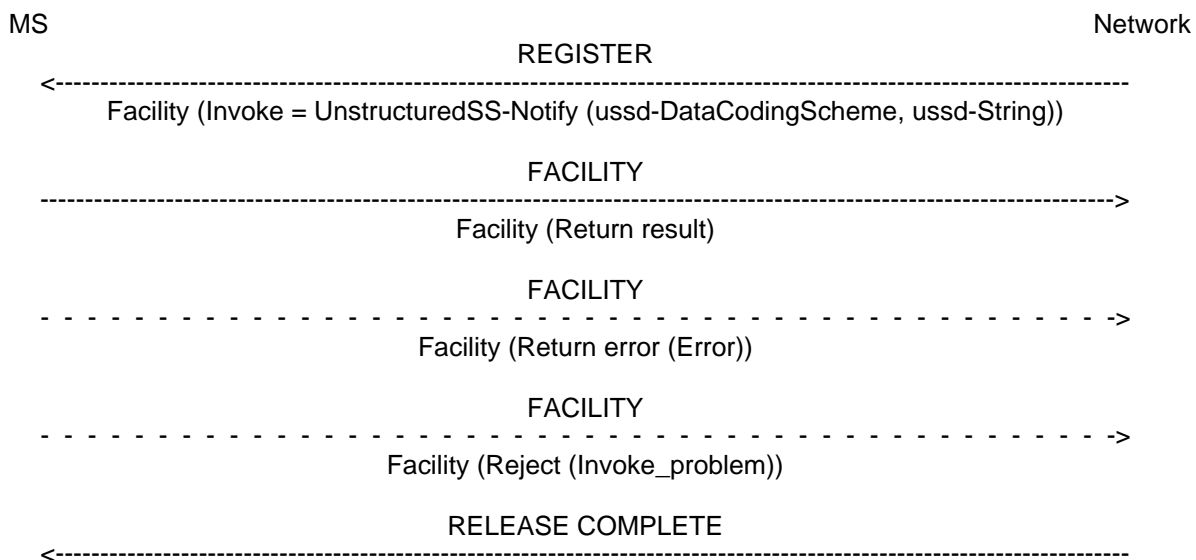 MS Network
REGISTER
<------------------------------------------------------------------------------------------------------------------------
Facility (Invoke = UnstructuredSS-Notify (ussd-DataCodingScheme, ussd-String))
FACILITY
------------------------------------------------------------------------------------------------------------------------>
Facility (Return result)
FACILITY
- - - - - - - - - - - - - - - - - - - - - - - - - - - - - - - - - - - - - - - - - ->
Facility (Return error (Error))
FACILITY
- - - - - - - - - - - - - - - - - - - - - - - - - - - - - - - - - - - - - - - - - ->
Facility (Reject (Invoke_problem))
RELEASE COMPLETE
<------------------------------------------------------------------------------------------------------------------------